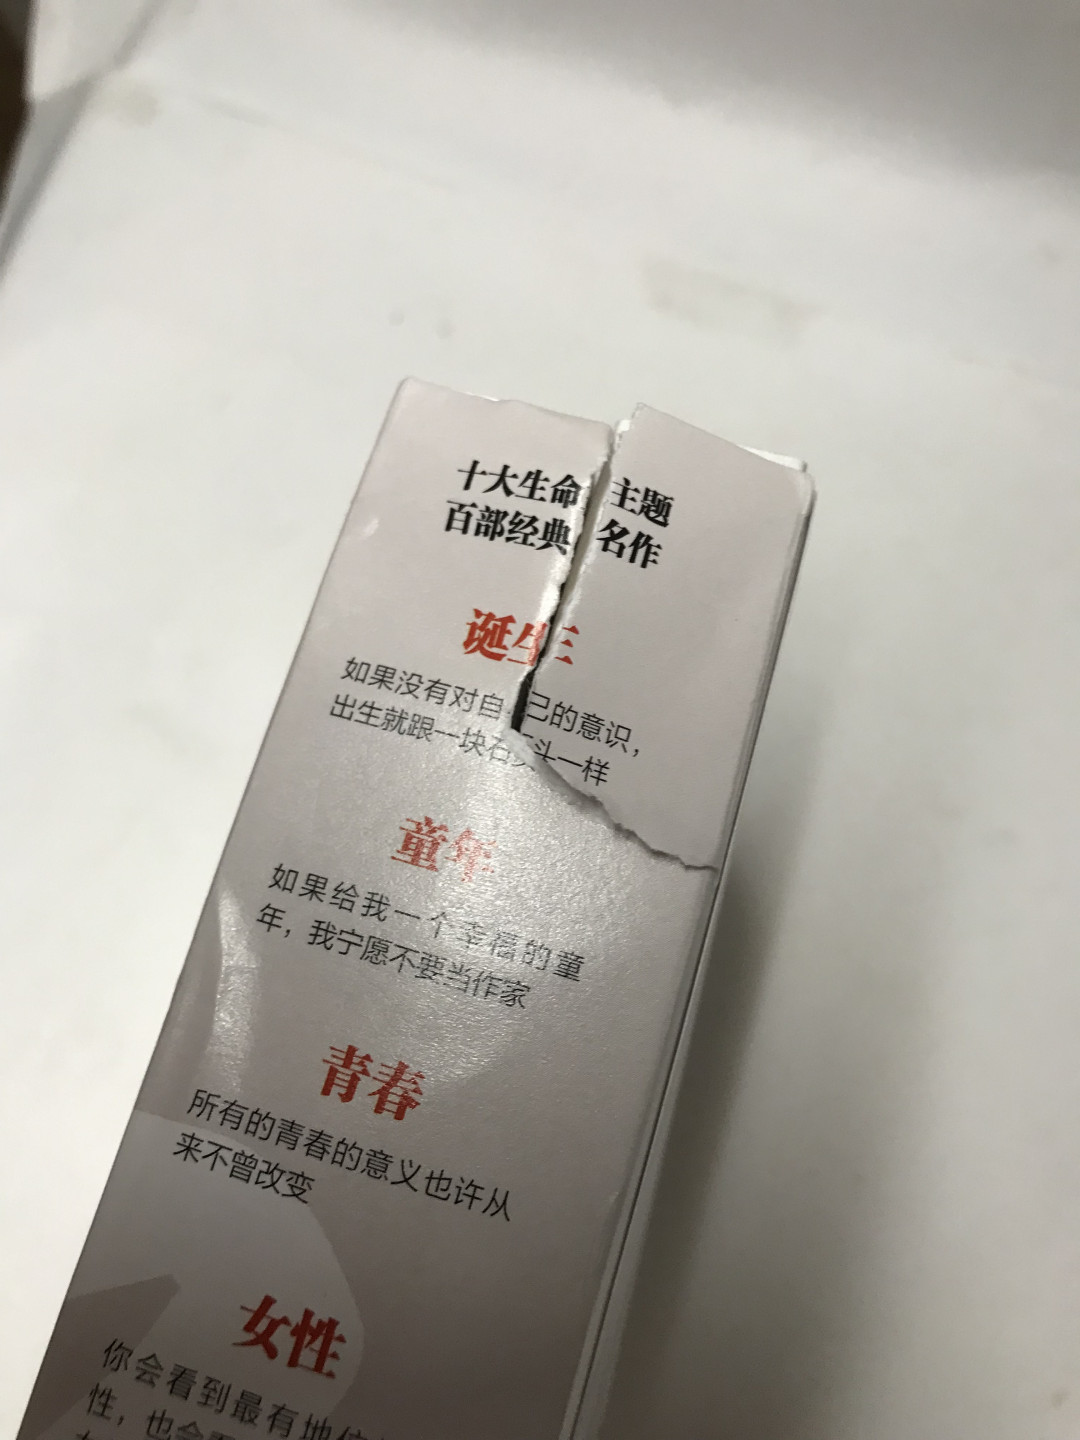 十大生命主题
百部经典名作
诞生
如果没有对自己的意识，
出生就跟一块石头一样
童年
如果给我一个幸福的童
年，我宁愿不要当作家
青春
所有的青春的意义也许从
来不曾改变
女性
你会看到最有地位
性，也会